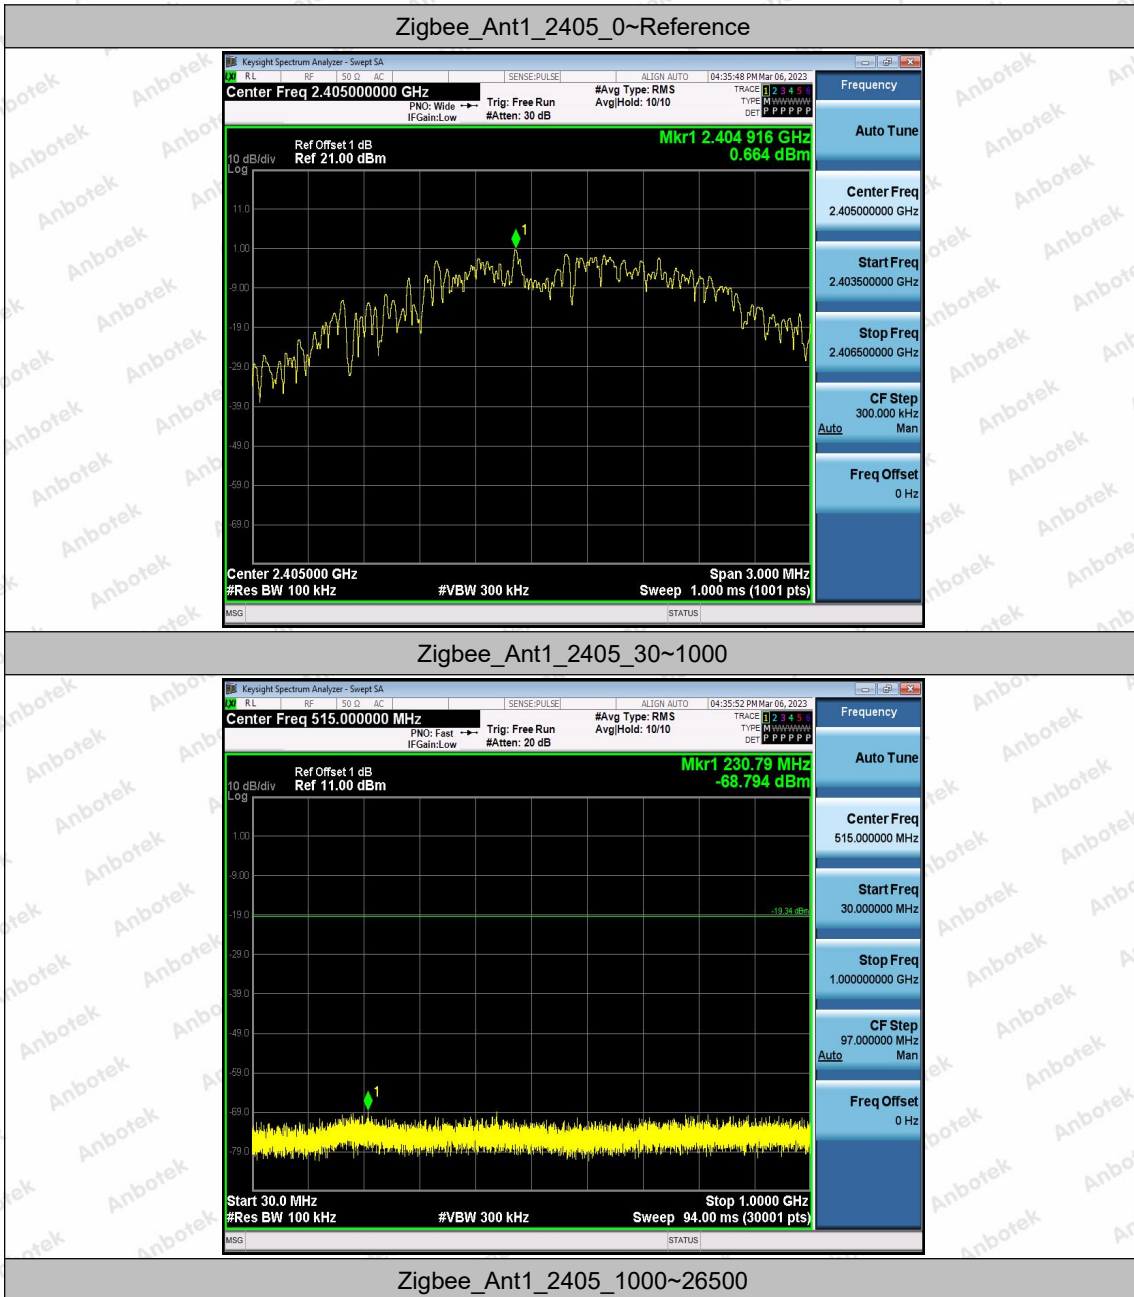 Zigbee_Ant1_2405_0~Reference
Keysight Spectrum Analyzer - Swept SA
LXI RL RF 50 Ω AC SENSE:PULSE ALIGN AUTO 04:35:48 PM Mar 06, 2023
Center Freq 2.405000000 GHz
PNO: Wide
IFGain:Low
Trig: Free Run
#Atten: 30 dB
#Avg Type: RMS
Avg|Hold: 10/10
TRACE 1 2 3 4 5 6
TYPE M W W W W W
DET P P P P P P
Frequency
Auto Tune
Center Freq
2.405000000 GHz
Start Freq
2.403500000 GHz
Stop Freq
2.406500000 GHz
CF Step
300.000 kHz
Auto Man
Freq Offset
0 Hz
Mkr1 2.404 916 GHz
0.664 dBm
Ref Offset 1 dB
10 dB/div Ref 21.00 dBm
Log
11.0
1
1.00
-9.00
-19.0
-29.0
-39.0
-49.0
-59.0
-69.0
Center 2.405000 GHz Span 3.000 MHz
#Res BW 100 kHz #VBW 300 kHz Sweep 1.000 ms (1001 pts)
MSG STATUS
Zigbee_Ant1_2405_30~1000
Keysight Spectrum Analyzer - Swept SA
LXI RL RF 50 Ω AC SENSE:PULSE ALIGN AUTO 04:35:52 PM Mar 06, 2023
Center Freq 515.000000 MHz
PNO: Fast
IFGain:Low
Trig: Free Run
#Atten: 20 dB
#Avg Type: RMS
Avg|Hold: 10/10
TRACE 1 2 3 4 5 6
TYPE M W W W W W
DET P P P P P P
Frequency
Auto Tune
Center Freq
515.000000 MHz
Start Freq
30.000000 MHz
Stop Freq
1.000000000 GHz
CF Step
97.000000 MHz
Auto Man
Freq Offset
0 Hz
Mkr1 230.79 MHz
-68.794 dBm
Ref Offset 1 dB
10 dB/div Ref 11.00 dBm
Log
1.00
-9.00
-19.0
-19.34 dBm
-29.0
-39.0
-49.0
-59.0
1
-69.0
-79.0
Start 30.0 MHz Stop 1.0000 GHz
#Res BW 100 kHz #VBW 300 kHz Sweep 94.00 ms (30001 pts)
MSG STATUS
Zigbee_Ant1_2405_1000~26500
Anbotek